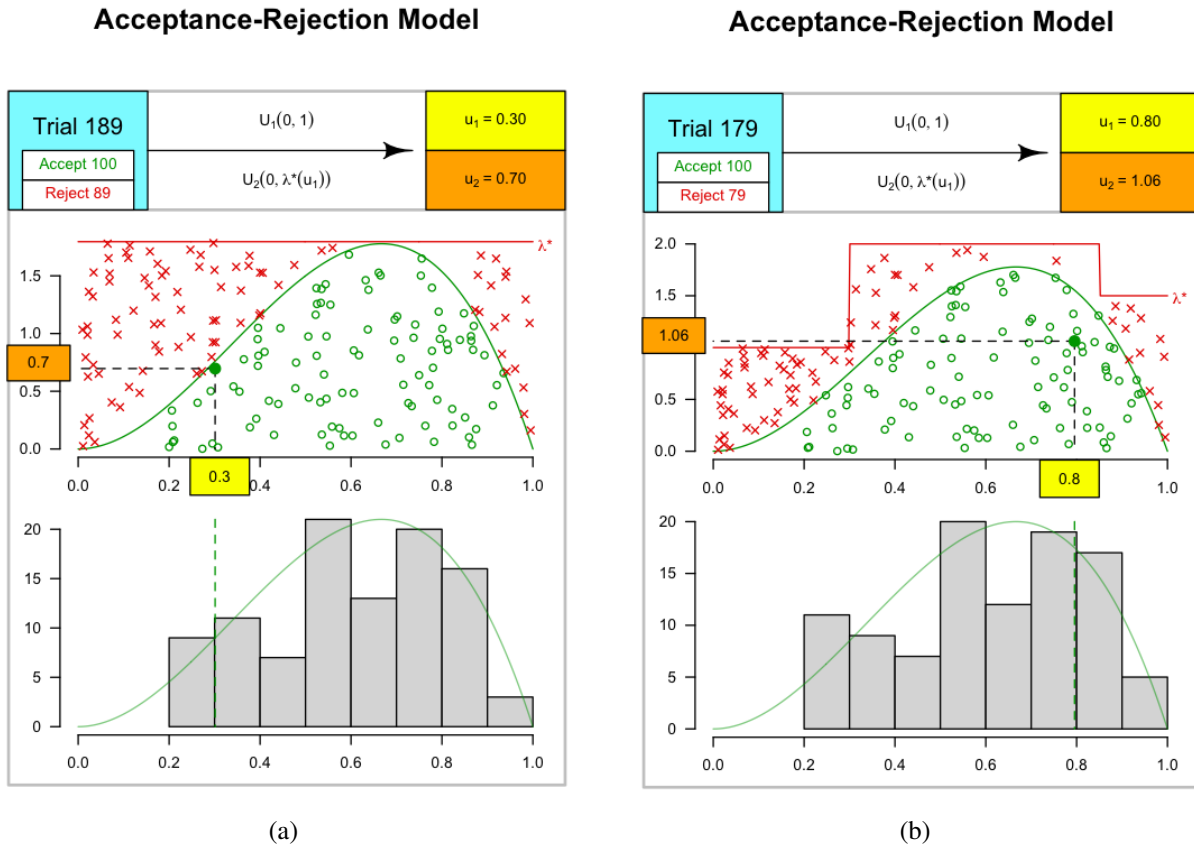 Acceptance-Rejection Model
Trial 189
Accept 100
Reject 89
U₁(0, 1)
U₂(0, λ*(u₁))
u₁ = 0.30
u₂ = 0.70
λ*
1.5
1.0
0.5
0.0
0.7
0.3
0.0 0.2 0.4 0.6 0.8 1.0
20
15
10
5
0
0.0 0.2 0.4 0.6 0.8 1.0
(a)
Acceptance-Rejection Model
Trial 179
Accept 100
Reject 79
U₁(0, 1)
U₂(0, λ*(u₁))
u₁ = 0.80
u₂ = 1.06
λ*
2.0
1.5
0.5
0.0
1.06
0.8
0.0 0.2 0.4 0.6 1.0
20
15
10
5
0
0.0 0.2 0.4 0.6 0.8 1.0
(b)